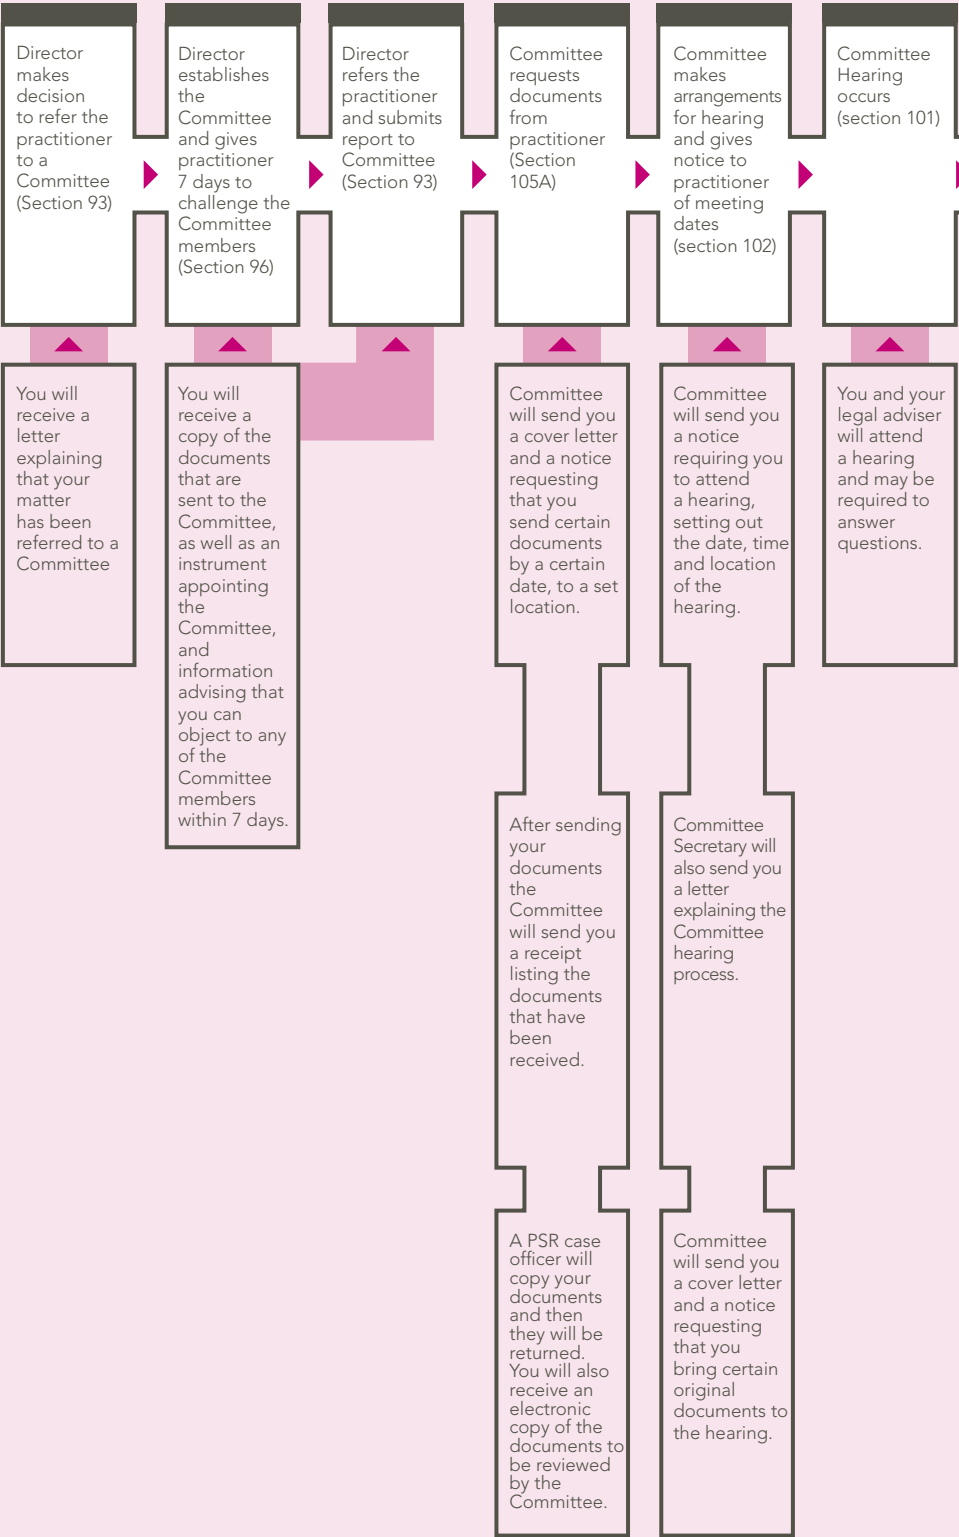 Director
makes
decision
to refer the
practitioner
to a
Committee
(Section 93)
Director
establishes
the
Committee
and gives
practitioner
7 days to
challenge the
Committee
members
(Section 96)
Director
refers the
practitioner
and submits
report to
Committee
(Section 93)
Committee
requests
documents
from
practitioner
(Section
105A)
Committee
makes
arrangements
for hearing
and gives
notice to
practitioner
of meeting
dates
(section 102)
Committee
Hearing
occurs
(section 101)
You will
receive a
letter
explaining
that your
matter
has been
referred to a
Committee
You will
receive a
copy of the
documents
that are
sent to the
Committee,
as well as an
instrument
appointing
the
Committee,
and
information
advising that
you can
object to any
of the
Committee
members
within 7 days.
Committee
will send you
a cover letter
and a notice
requesting
that you
send certain
documents
by a certain
date, to a set
location.
After sending
your
documents
the
Committee
will send you
a receipt
listing the
documents
that have
been
received.
A PSR case
officer will
copy your
documents
and then
they will be
returned.
You will also
receive an
electronic
copy of the
documents to
be reviewed
by the
Committee.
Committee
will send you
a notice
requiring you
to attend
a hearing,
setting out
the date, time
and location
of the
hearing.
Committee
Secretary will
also send you
a letter
explaining the
Committee
hearing
process.
Committee
will send you
a cover letter
and a notice
requesting
that you
bring certain
original
documents to
the hearing.
You and your
legal adviser
will attend
a hearing
and may be
required to
answer
questions.